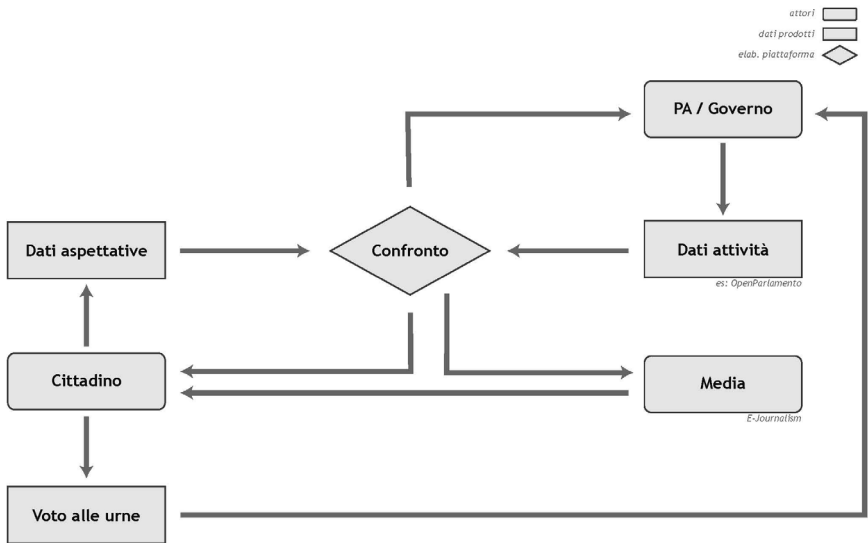 attori
dati prodotti
elab. piattaforma
PA / Governo
Dati aspettative
Confronto
Dati attività
es: OpenParlamento
Cittadino
Media
E-Journalism
Voto alle urne